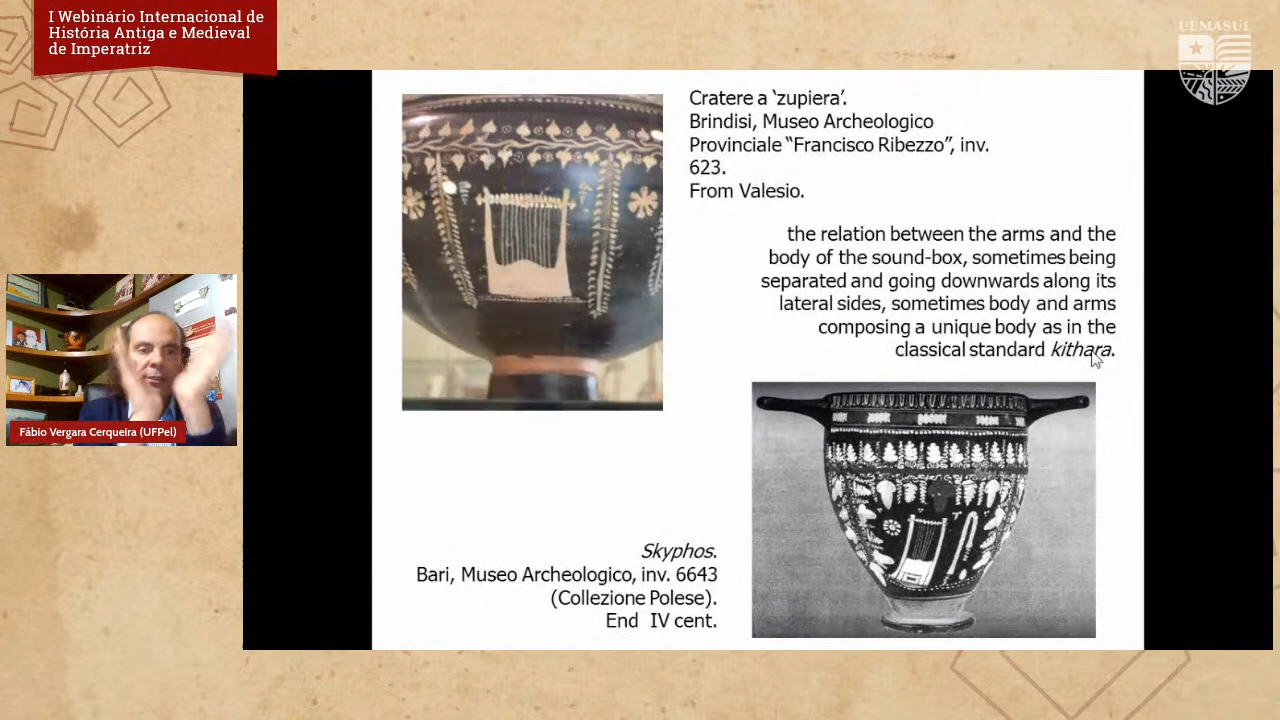 I Webinário Internacional de
História Antiga e Medieval
de Imperatriz
UEMASUL
Cratere a ‘zupiera’.
Brindisi, Museo Archeologico
Provinciale “Francisco Ribezzo”, inv.
623.
From Valesio.
the relation between the arms and the
body of the sound-box, sometimes being
separated and going downwards along its
lateral sides, sometimes body and arms
composing a unique body as in the
classical standard kithara.
Skyphos.
Bari, Museo Archeologico, inv. 6643
(Collezione Polese).
End IV cent.
Fábio Vergara Cerqueira (UFPel)